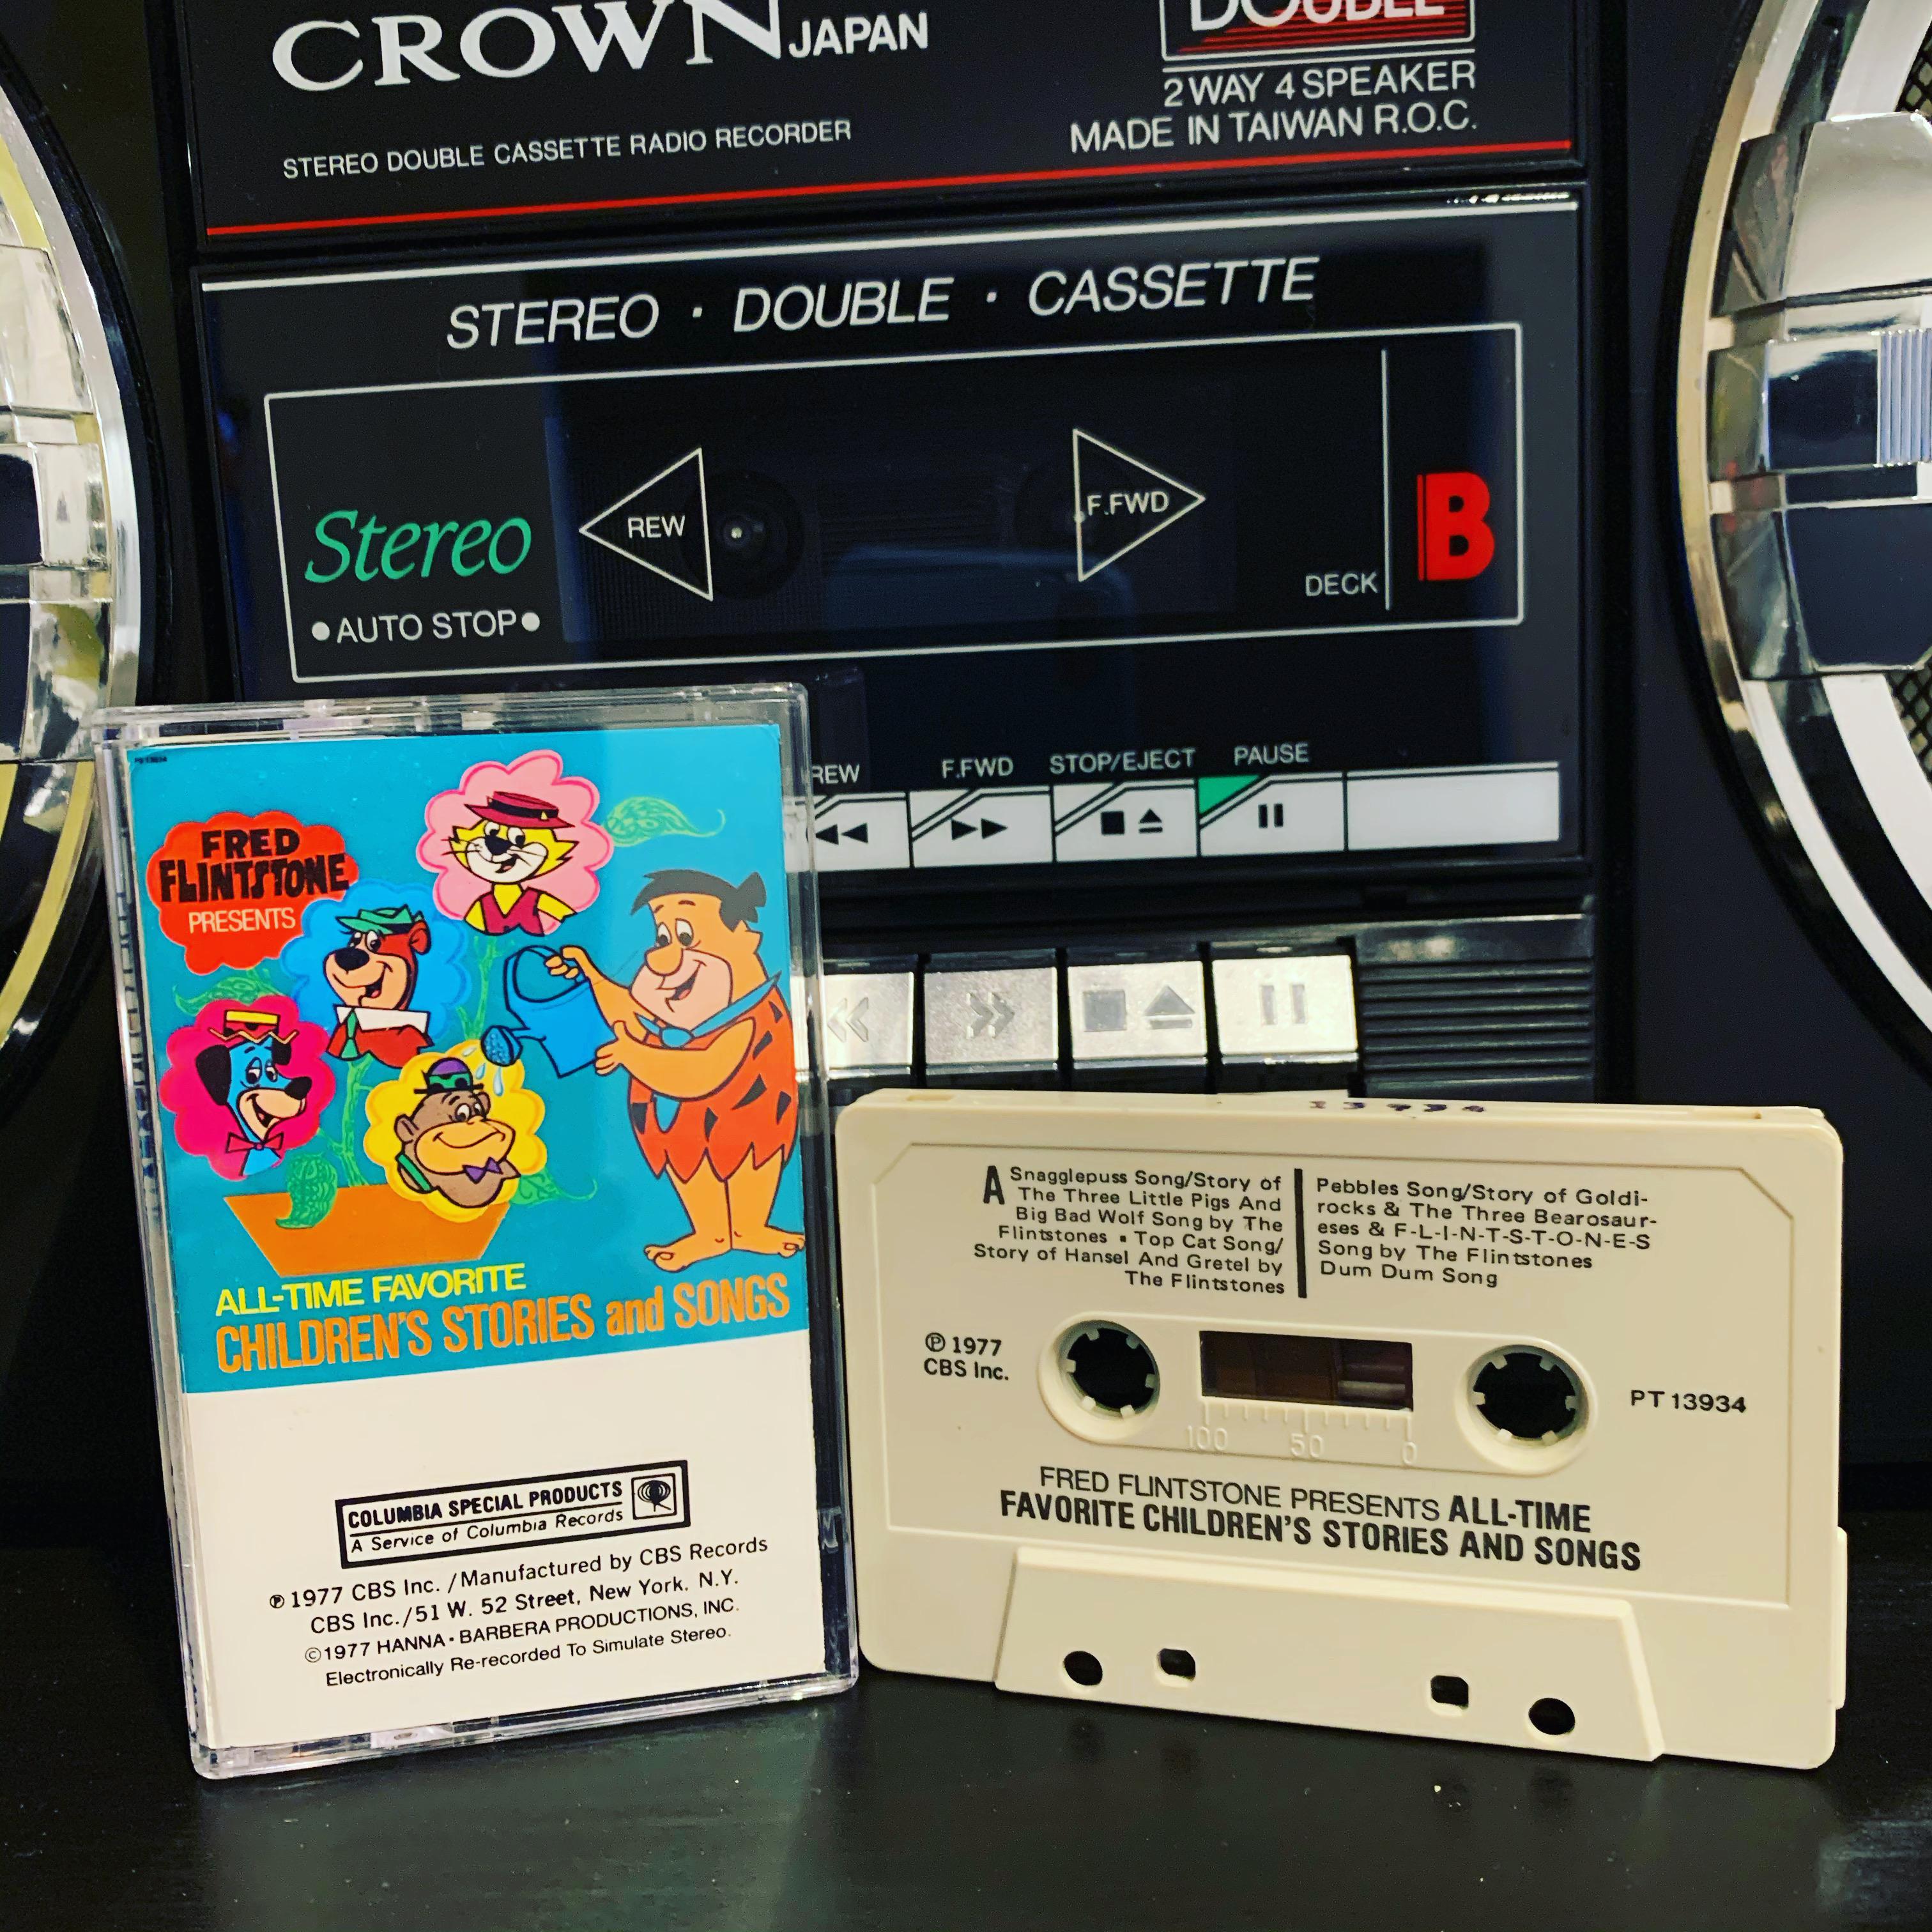 CROWN JAPAN
STEREO DOUBLE CASSETTE RADIO RECORDER
DOUBLE
2 WAY 4 SPEAKER
MADE IN TAIWAN R.O.C.
STEREO · DOUBLE · CASSETTE
Stereo
● AUTO STOP ●
REW
F.FWD
DECK
B
REW
F.FWD
STOP/EJECT
PAUSE
FRED
FLINTSTONE
PRESENTS
ALL-TIME FAVORITE
CHILDREN'S STORIES and SONGS
COLUMBIA SPECIAL PRODUCTS
A Service of Columbia Records
℗ 1977 CBS Inc. / Manufactured by CBS Records
CBS Inc./51 W. 52 Street, New York. N.Y.
©1977 HANNA-BARBERA PRODUCTIONS, INC.
Electronically Re-recorded To Simulate Stereo.
13934
A
Snagglepuss Song/Story of
The Three Little Pigs And
Big Bad Wolf Song by The
Flintstones ▪ Top Cat Song/
Story of Hansel And Gretel by
The Flintstones
Pebbles Song/Story of Goldi-
rocks & The Three Bearosaur-
eses & F-L-I-N-T-S-T-O-N-E-S
Song by The Flintstones
Dum Dum Song
℗ 1977
CBS Inc.
PT 13934
100 50 0
FRED FLINTSTONE PRESENTS ALL-TIME
FAVORITE CHILDREN'S STORIES AND SONGS